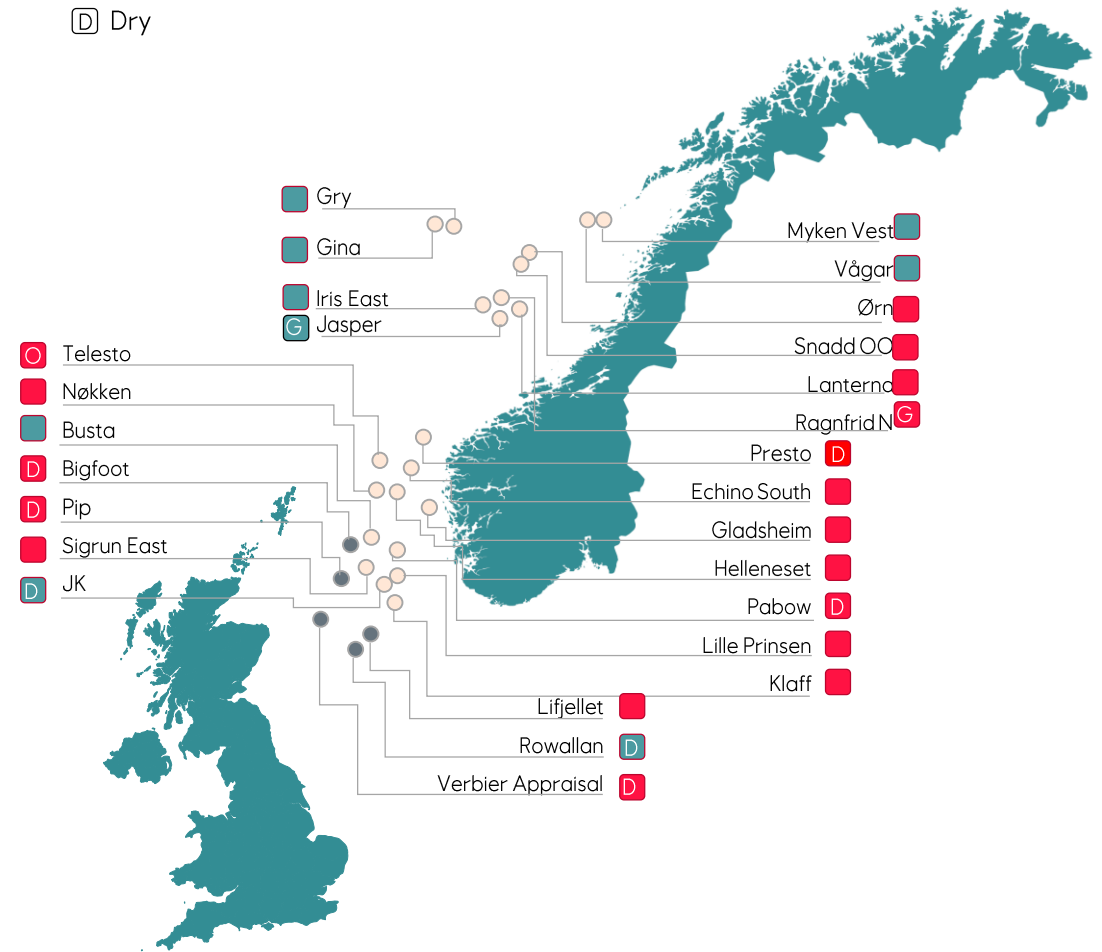 D Dry
Gry
Gina
Iris East
G Jasper
O Telesto
Nøkken
Busta
D Bigfoot
D Pip
Sigrun East
D JK
Myken Vest
Vågar
Ørn
Snadd OO
Lanterna
Ragnfrid N G
Presto D
Echino South
Gladsheim
Helleneset
Pabow D
Lille Prinsen
Klaff
Lifjellet
Rowallan D
Verbier Appraisal D